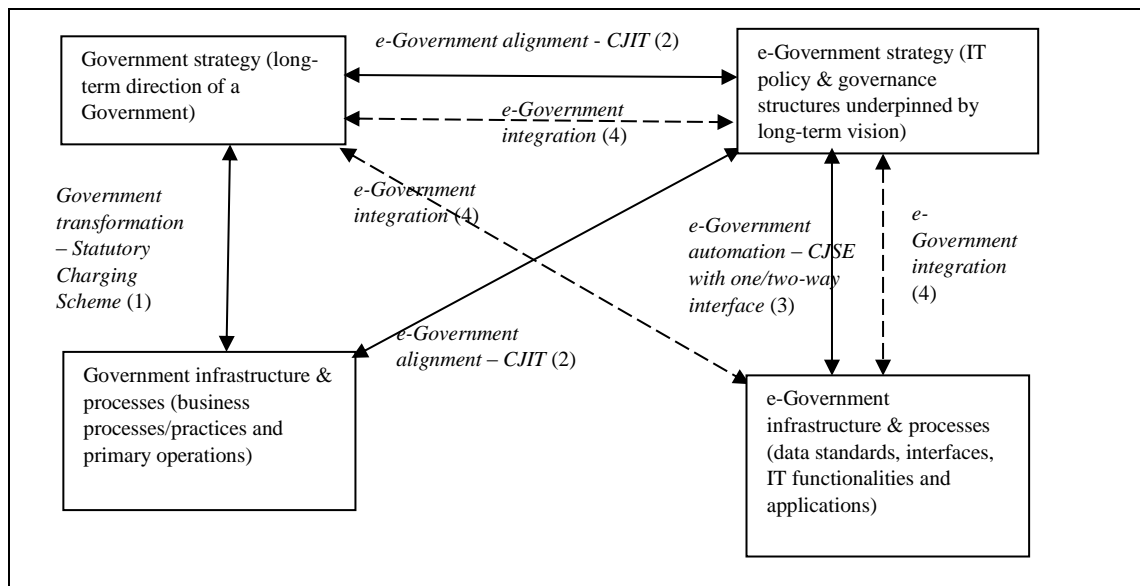 Government strategy (long-
term direction of a
Government)
e-Government alignment - CJIT (2)
e-Government strategy (IT
policy & governance
structures underpinned by
long-term vision)
e-Government
integration (4)
Government
transformation
– Statutory
Charging
Scheme (1)
e-Government
integration (4)
e-Government
automation – CJSE
with one/two-way
interface (3)
e-
Government
integration
(4)
e-Government
alignment – CJIT (2)
Government infrastructure &
processes (business
processes/practices and
primary operations)
e-Government
infrastructure & processes
(data standards, interfaces,
IT functionalities and
applications)